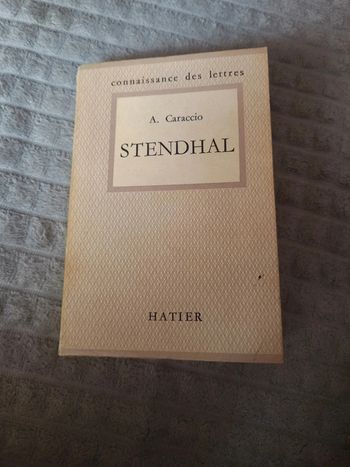 connaissance des lettres
A. Caraccio
STENDHAL
HATIER